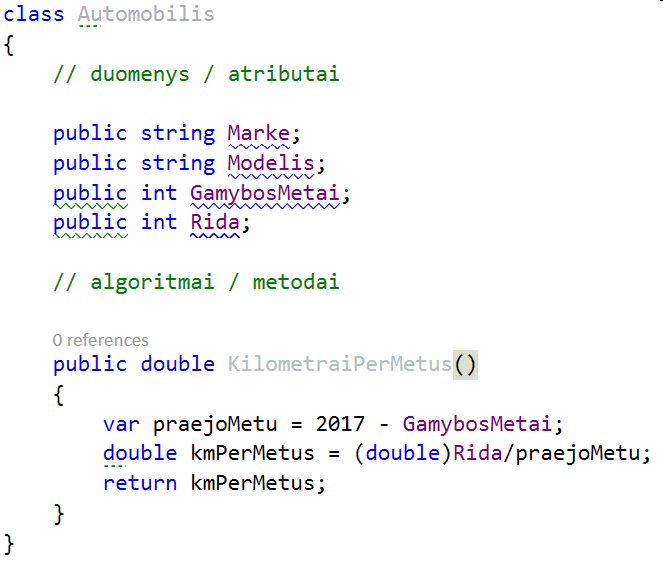 class Automobilis
{
// duomenys / atributai
public string Marke;
public string Modelis;
public int GamybosMetai;
public int Rida;
// algoritmai / metodai
0 references
public double KilometraiPerMetus()
{
var praejoMetu = 2017 - GamybosMetai;
double kmPerMetus = (double)Rida/praejoMetu;
return kmPerMetus;
}
}